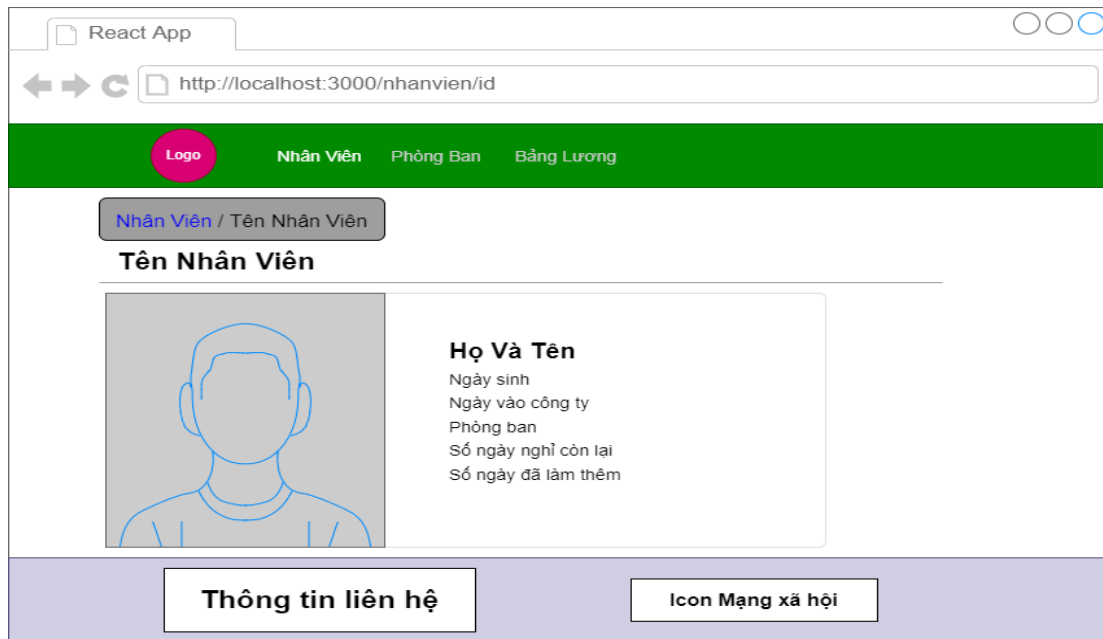 React App
http://localhost:3000/nhanvien/id
Logo Nhân Viên Phòng Ban Bảng Lương
Nhân Viên / Tên Nhân Viên
Tên Nhân Viên
Họ Và Tên
Ngày sinh
Ngày vào công ty
Phòng ban
Số ngày nghỉ còn lại
Số ngày đã làm thêm
Thông tin liên hệ
Icon Mạng xã hội